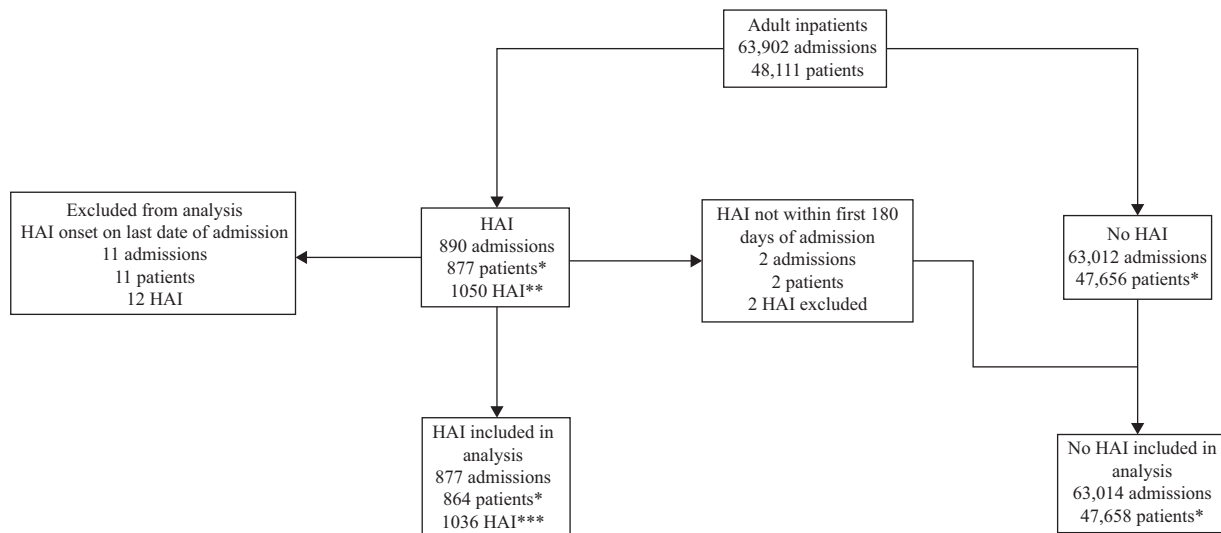 Adult inpatients
63,902 admissions
48,111 patients
Excluded from analysis
HAI onset on last date of admission
11 admissions
11 patients
12 HAI
HAI
890 admissions
877 patients*
1050 HAI**
HAI not within first 180
days of admission
2 admissions
2 patients
2 HAI excluded
No HAI
63,012 admissions
47,656 patients*
HAI included in
analysis
877 admissions
864 patients*
1036 HAI***
No HAI included in
analysis
63,014 admissions
47,658 patients*